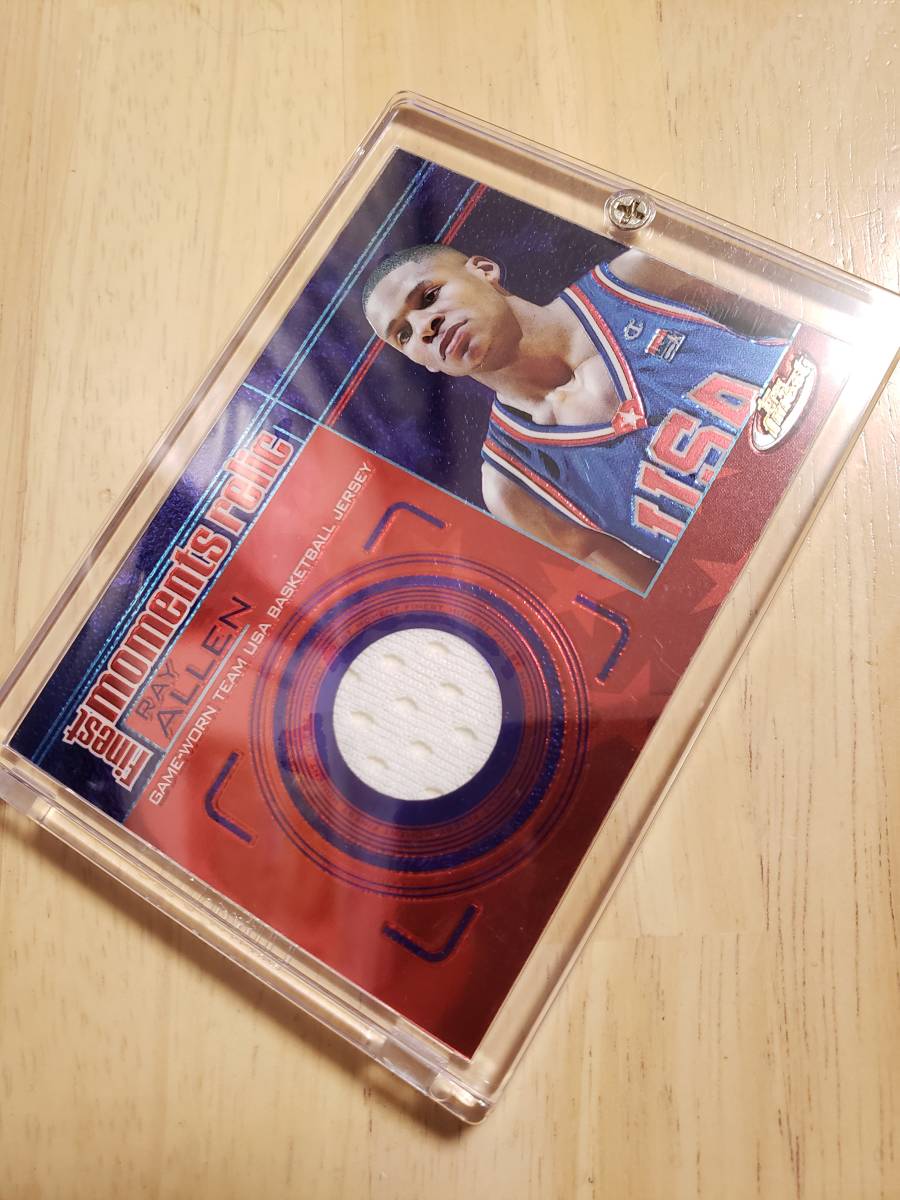 Finest
moments relic
RAY
ALLEN
GAME-WORN TEAM USA BASKETBALL JERSEY
USA